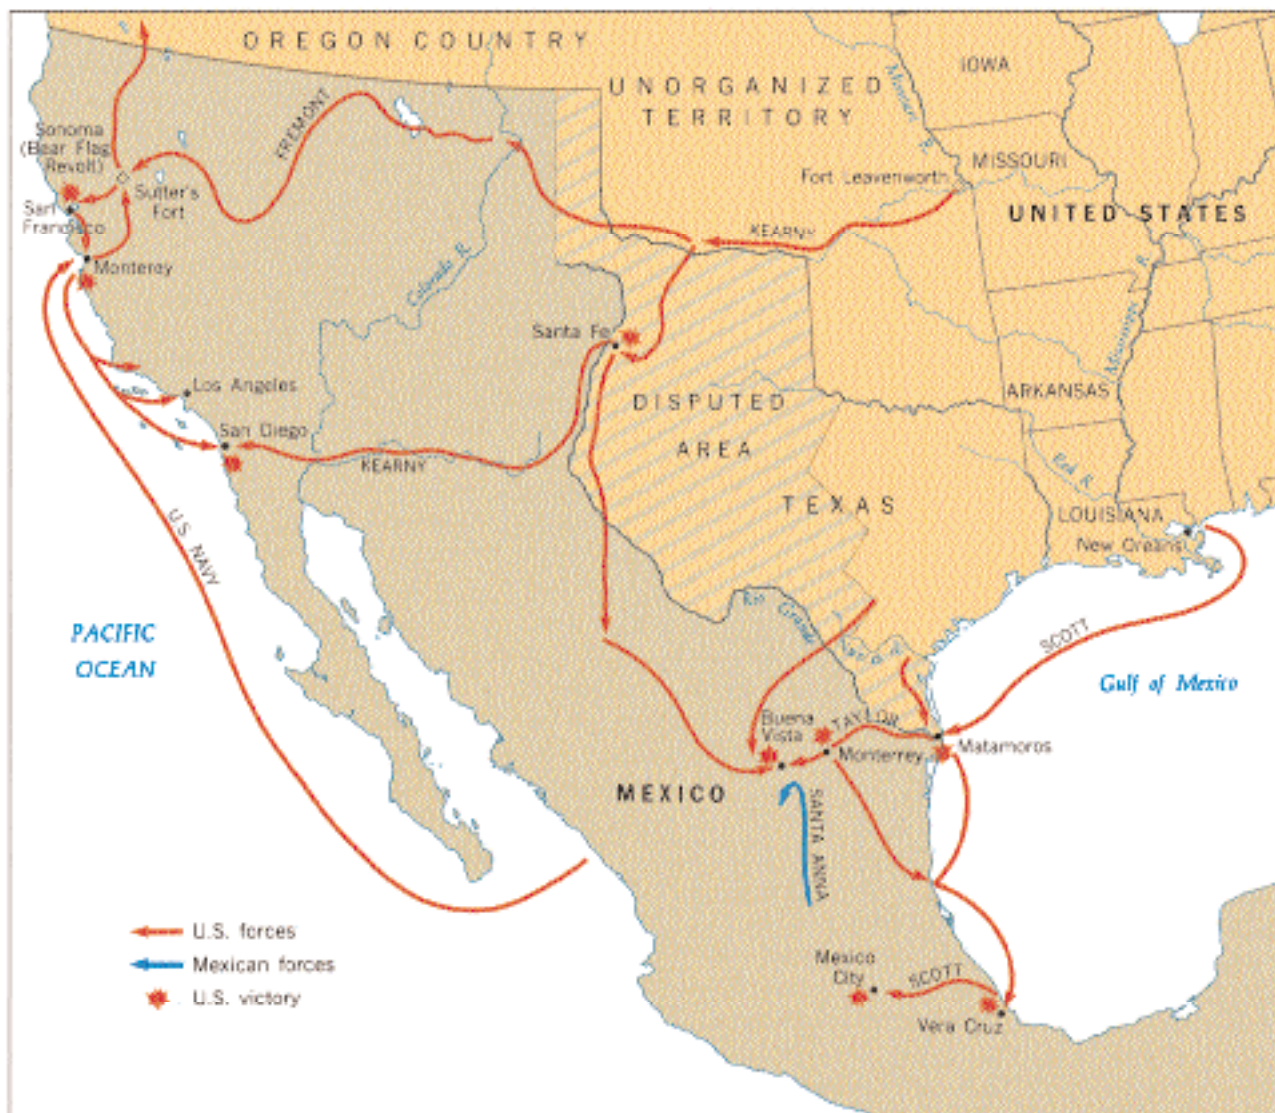 OREGON COUNTRY
UNORGANIZED
TERRITORY
IOWA
Missouri R.
MISSOURI
Fort Leavenworth
UNITED STATES
FREMONT
Sonoma
(Bear Flag
Revolt)
Sutter's
Fort
San
Francisco
Monterey
KEARNY
Colorado R.
Santa Fe
Mississippi R.
Los Angeles
DISPUTED
AREA
ARKANSAS
San Diego
KEARNY
Red R.
TEXAS
LOUISIANA
New Orleans
U.S. NAVY
PACIFIC
OCEAN
Rio Grande
SCOTT
Gulf of Mexico
Buena
Vista
TAYLOR
Monterrey
Matamoros
MEXICO
SANTA ANNA
U.S. forces
Mexican forces
U.S. victory
Mexico
City
SCOTT
Vera Cruz